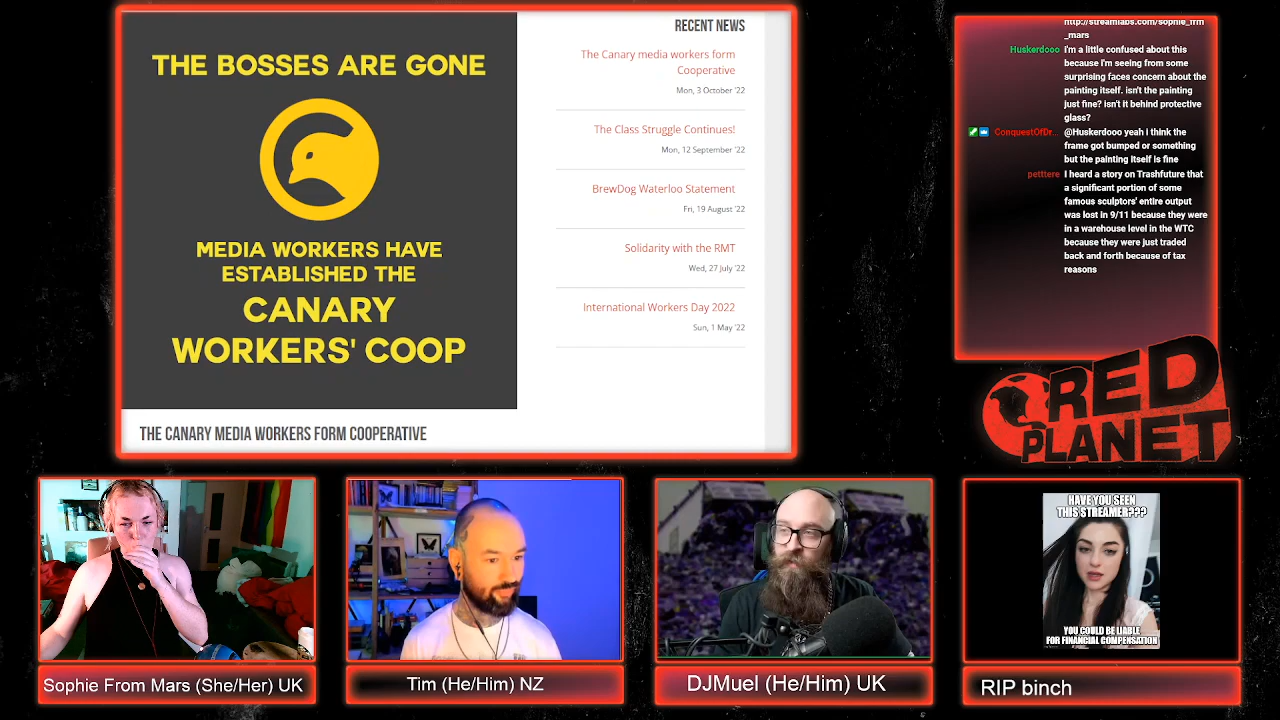 THE BOSSES ARE GONE
MEDIA WORKERS HAVE
ESTABLISHED THE
CANARY
WORKERS' COOP
THE CANARY MEDIA WORKERS FORM COOPERATIVE
RECENT NEWS
The Canary media workers form
Cooperative
Mon, 3 October '22
The Class Struggle Continues!
Mon, 12 September '22
BrewDog Waterloo Statement
Fri, 19 August '22
Solidarity with the RMT
Wed, 27 July '22
International Workers Day 2022
Sun, 1 May '22
http://streamlabs.com/sophie_frm
_mars
Huskerdooo I'm a little confused about this
because I'm seeing from some
surprising faces concern about the
painting itself. isn't the painting
just fine? isn't it behind protective
glass?
ConquestOfDr... @Huskerdooo yeah i think the
frame got bumped or something
but the painting itself is fine
petttere I heard a story on Trashfuture that
a significant portion of some
famous sculptors' entire output
was lost in 9/11 because they were
in a warehouse level in the WTC
because they were just traded
back and forth because of tax
reasons
RED
PLANET
HAVE YOU SEEN
THIS STREAMER???
YOU COULD BE LIABLE
FOR FINANCIAL COMPENSATION
Sophie From Mars (She/Her) UK
Tim (He/Him) NZ
DJMuel (He/Him) UK
RIP binch